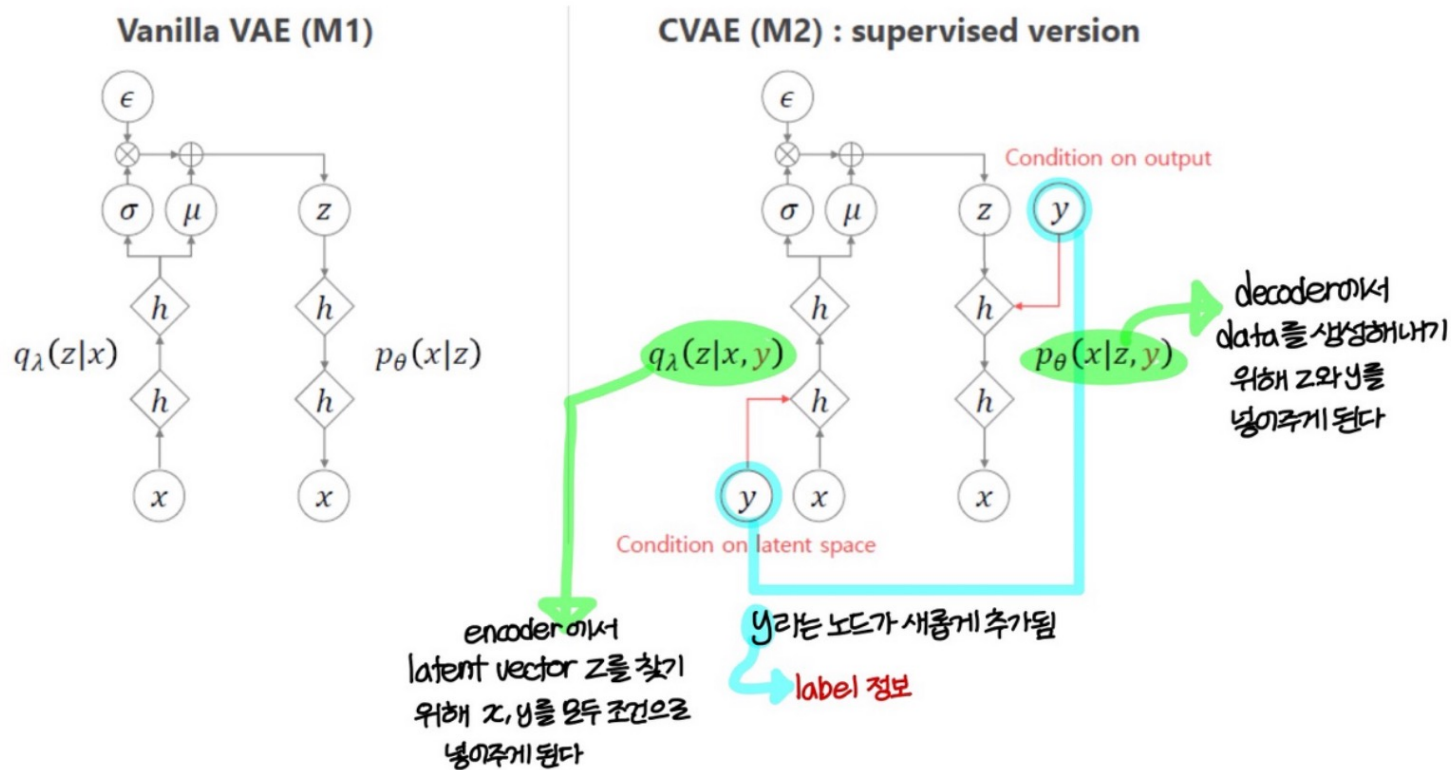 Vanilla VAE (M1)
ϵ
σ
μ
z
h
h
q_λ(z|x)
p_θ(x|z)
h
h
x
x
CVAE (M2) : supervised version
ϵ
Condition on output
σ
μ
z
y
h
h
q_λ(z|x, y)
p_θ(x|z, y)
h
h
y
x
x
Condition on latent space
decoder에서
data를 생성해내기
위해 z와 y를
넣어주게 된다
encoder에서
latent vector z를 찾기
위해 x, y를 모두 조건으로
넣어주게 된다
y라는 노드가 새롭게 추가됨
label 정보